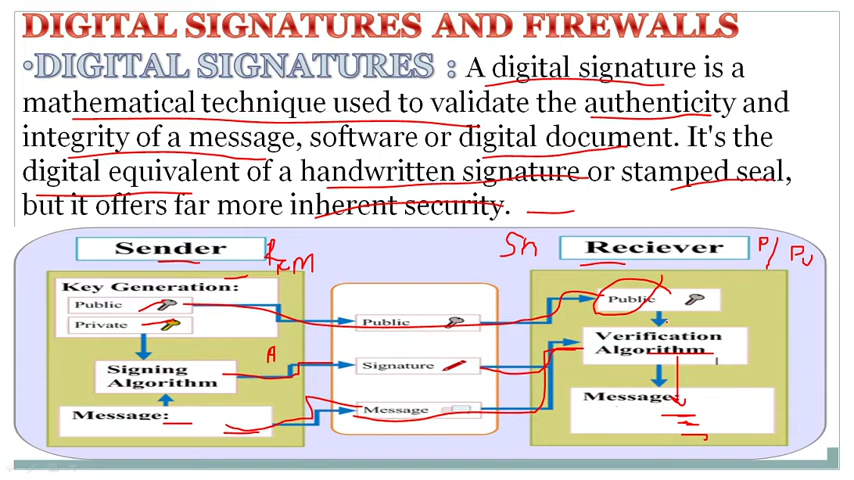 DIGITAL SIGNATURES AND FIREWALLS
•DIGITAL SIGNATURES : A digital signature is a
mathematical technique used to validate the authenticity and
integrity of a message, software or digital document. It's the
digital equivalent of a handwritten signature or stamped seal,
but it offers far more inherent security.
Sender
Sn
Reciever
P/ Pu
Key Generation:
Public
Private
Public
Public
Signing
Algorithm
A
Signature
Verification
Algorithm
Message:
Message
Message: